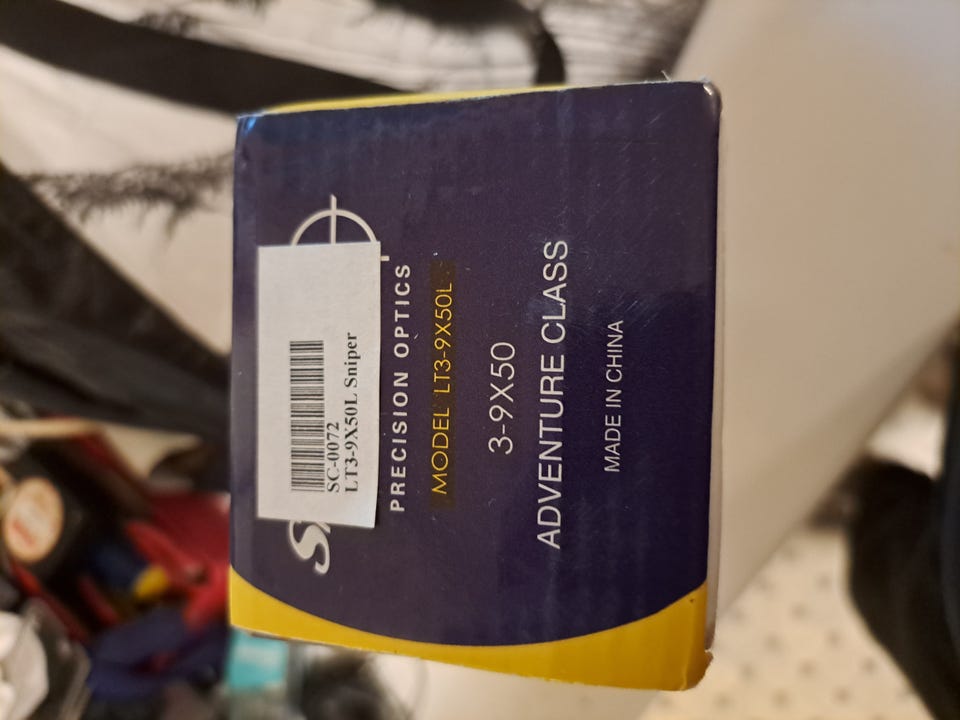 SC-0072
LT3-9X50L Sniper
PRECISION OPTICS
MODEL LT3-9X50L
3-9X50
ADVENTURE CLASS
MADE IN CHINA